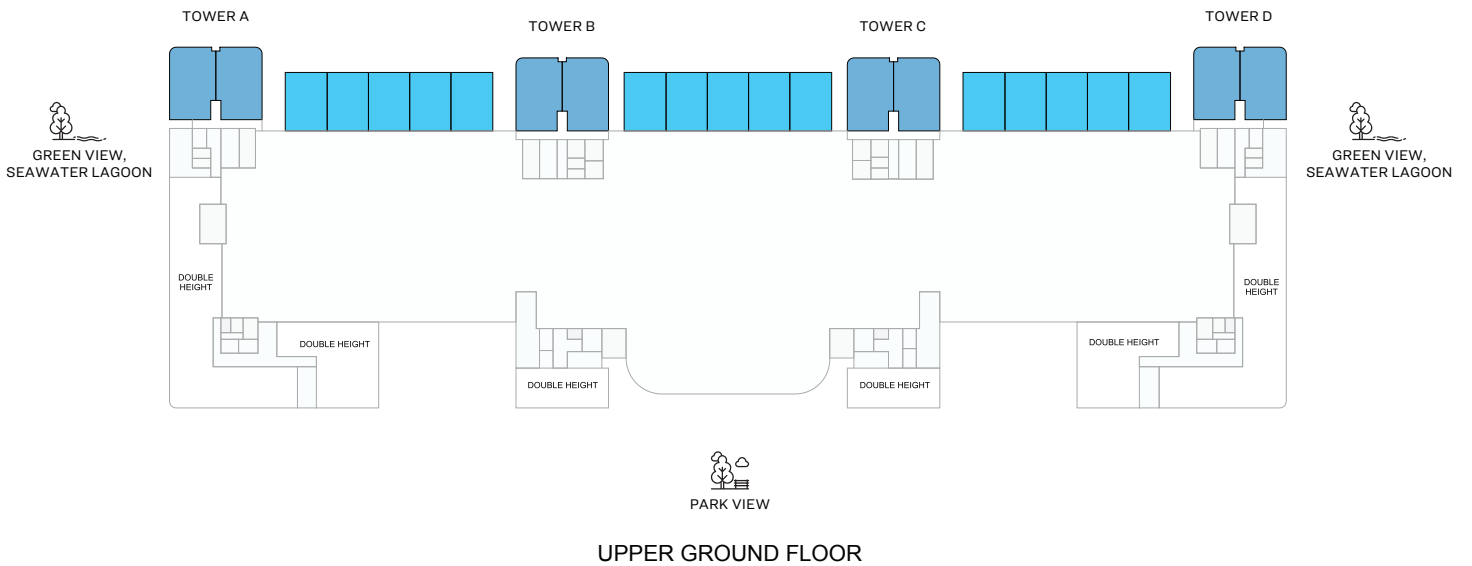 TOWER A
TOWER B
TOWER C
TOWER D
GREEN VIEW,
SEAWATER LAGOON
GREEN VIEW,
SEAWATER LAGOON
DOUBLE
HEIGHT
DOUBLE
HEIGHT
DOUBLE HEIGHT
DOUBLE HEIGHT
DOUBLE HEIGHT
DOUBLE HEIGHT
PARK VIEW
UPPER GROUND FLOOR